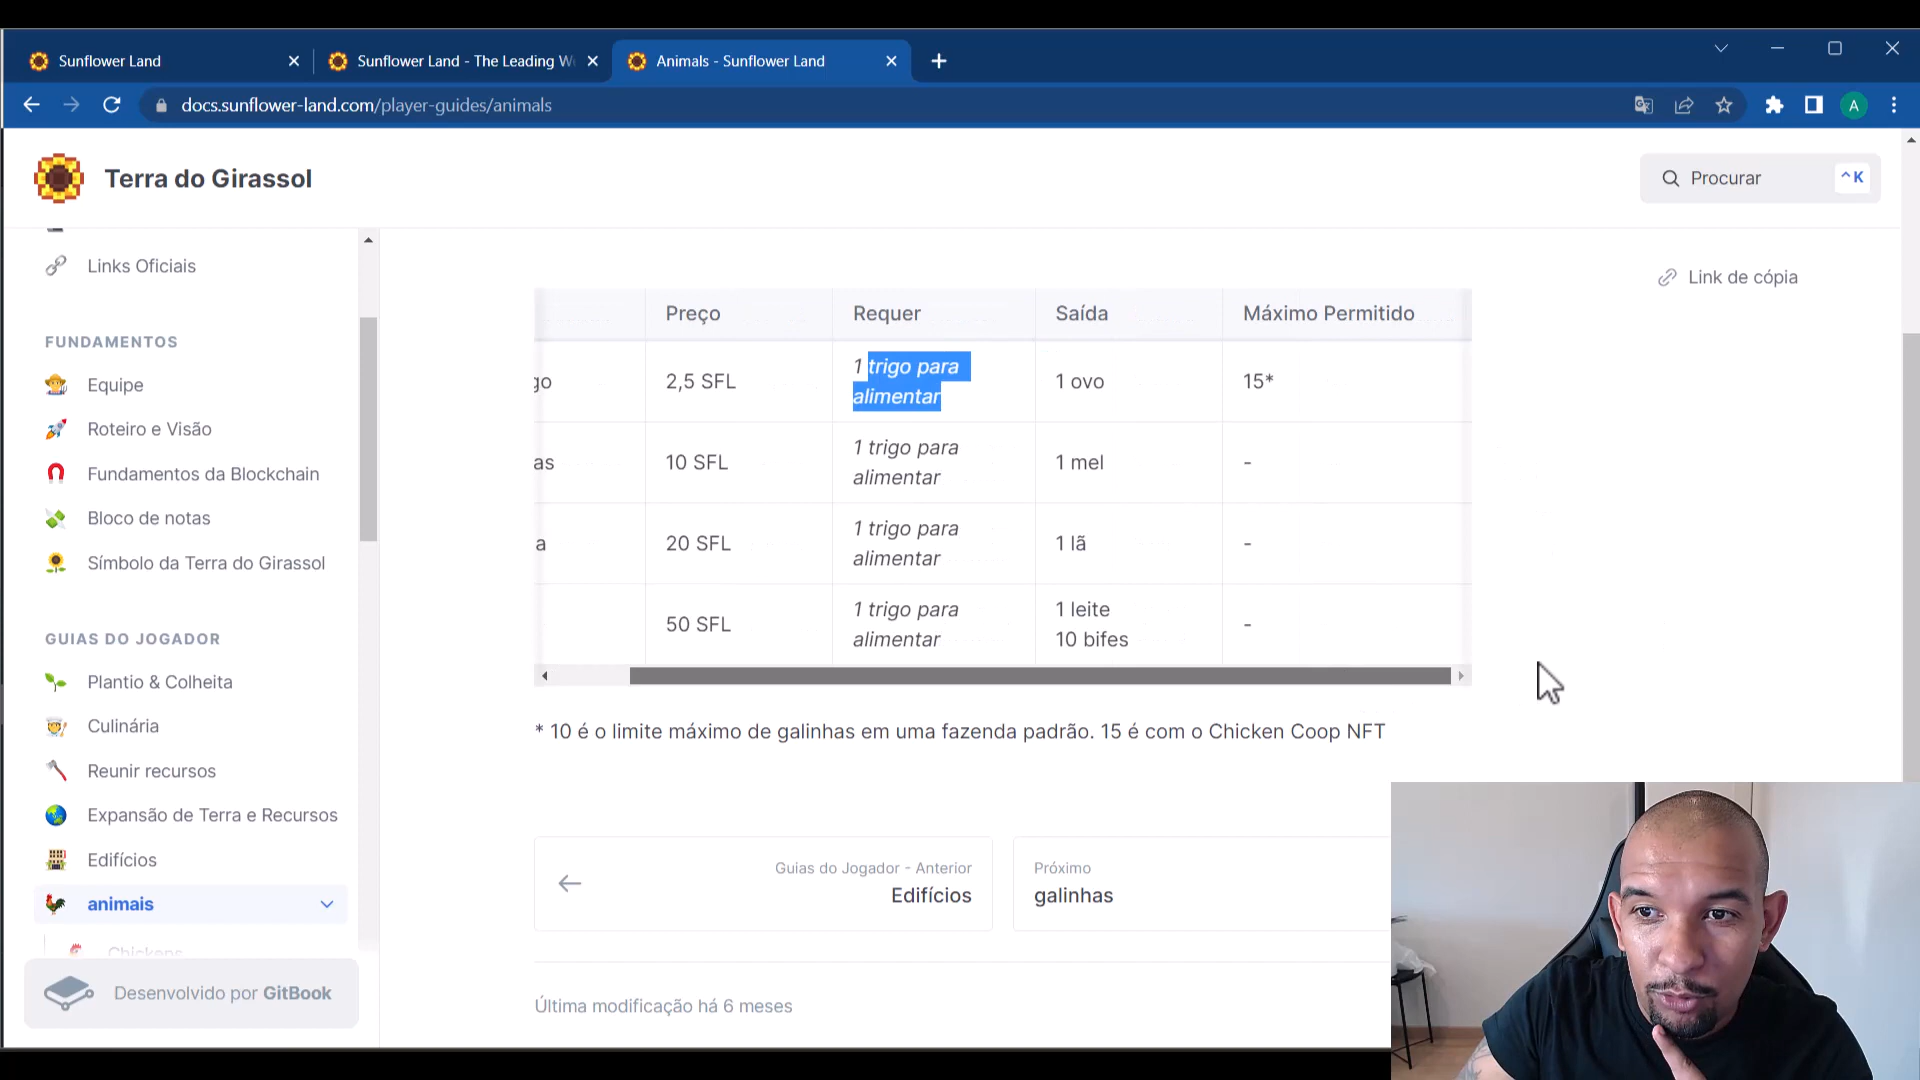 Sunflower Land
Sunflower Land - The Leading W
Animals - Sunflower Land
docs.sunflower-land.com/player-guides/animals
A
Terra do Girassol
Procurar
^K
Links Oficiais
Link de cópia
FUNDAMENTOS
Equipe
Roteiro e Visão
Fundamentos da Blockchain
Bloco de notas
Símbolo da Terra do Girassol
GUIAS DO JOGADOR
Plantio & Colheita
Culinária
Reunir recursos
Expansão de Terra e Recursos
Edifícios
animais
Chickens
Desenvolvido por GitBook
Preço Requer Saída Máximo Permitido
go 2,5 SFL 1 trigo para alimentar 1 ovo 15*
as 10 SFL 1 trigo para alimentar 1 mel -
a 20 SFL 1 trigo para alimentar 1 lã -
50 SFL 1 trigo para alimentar 1 leite 10 bifes -
* 10 é o limite máximo de galinhas em uma fazenda padrão. 15 é com o Chicken Coop NFT
Guias do Jogador - Anterior
Edifícios
Próximo
galinhas
Última modificação há 6 meses